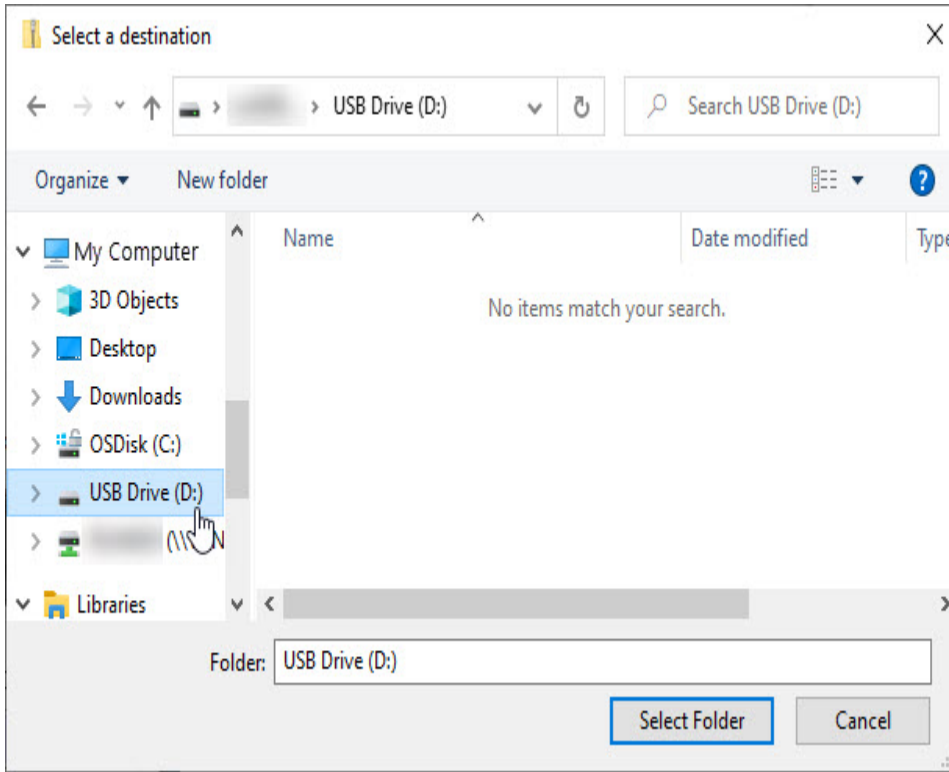 Select a destination
USB Drive (D:)
Search USB Drive (D:)
Organize
New folder
?
Name
Date modified
Type
No items match your search.
My Computer
3D Objects
Desktop
Downloads
OSDisk (C:)
USB Drive (D:)
(\\
Libraries
Folder: USB Drive (D:)
Select Folder
Cancel